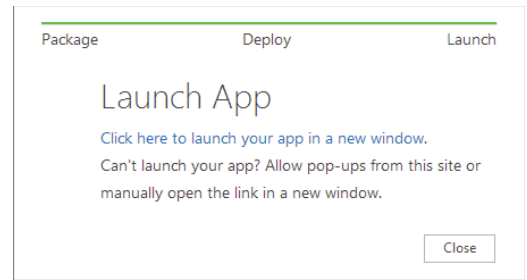 Package Deploy Launch
Launch App
Click here to launch your app in a new window.
Can't launch your app? Allow pop-ups from this site or
manually open the link in a new window.
Close